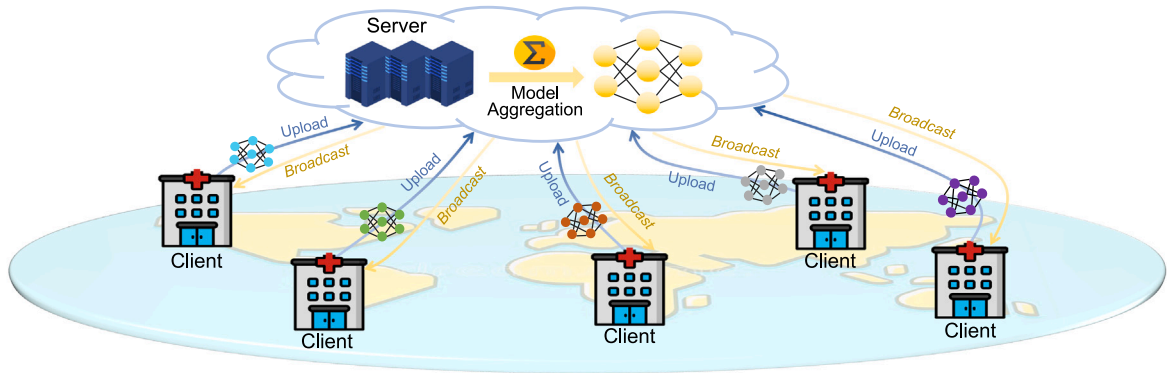 Server
Σ
Model
Aggregation
Upload
Broadcast
Upload
Broadcast
Upload
Broadcast
Upload
Broadcast
Upload
Broadcast
Client
Client
Client
Client
Client